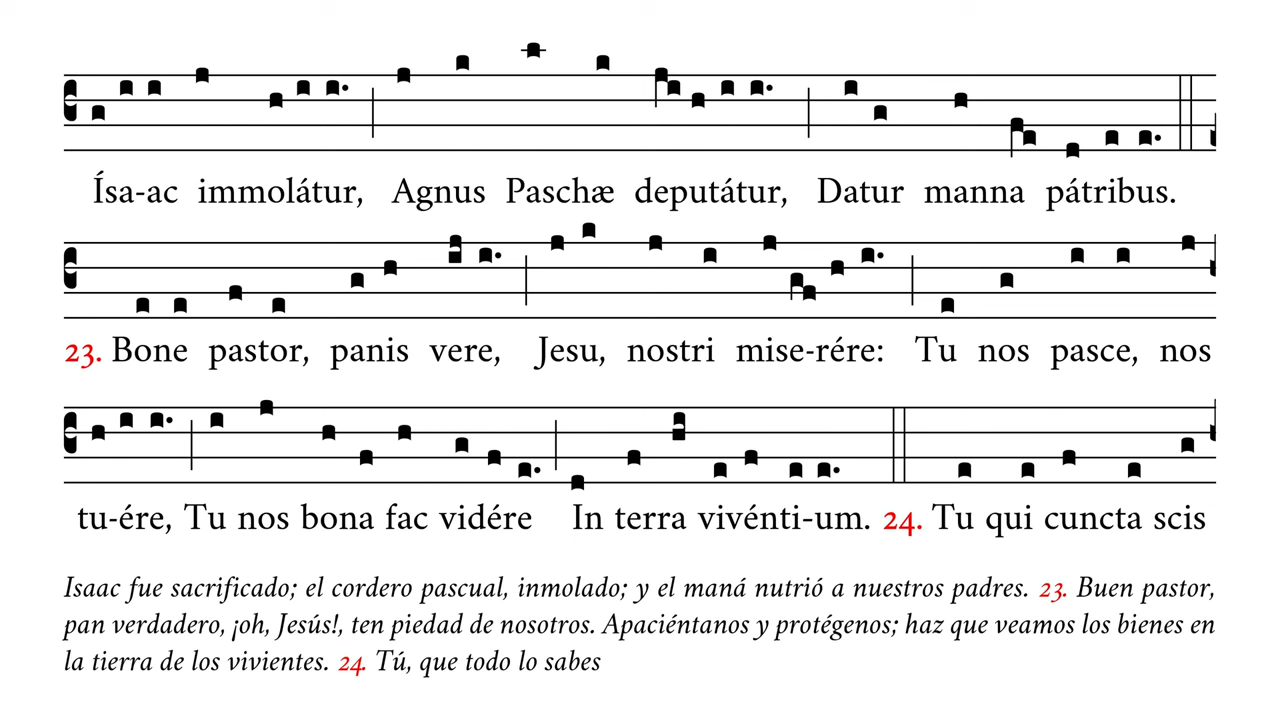 Ísa-ac immolátur, Agnus Paschæ deputátur, Datur manna pátribus.
23. Bone pastor, panis vere, Jesu, nostri mise-rére: Tu nos pasce, nos
tu-ére, Tu nos bona fac vidére In terra vivénti-um. 24. Tu qui cuncta scis
Isaac fue sacrificado; el cordero pascual, inmolado; y el maná nutrió a nuestros padres. 23. Buen pastor,
pan verdadero, ¡oh, Jesús!, ten piedad de nosotros. Apaciéntanos y protégenos; haz que veamos los bienes en
la tierra de los vivientes. 24. Tú, que todo lo sabes